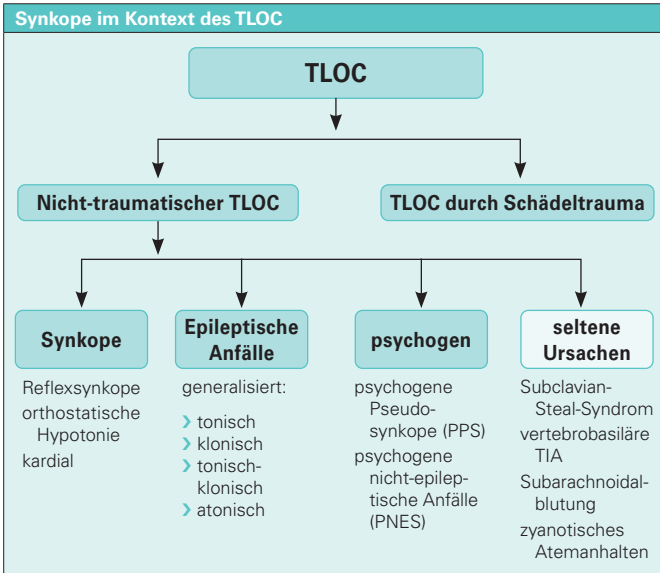 Synkope im Kontext des TLOC
TLOC
Nicht-traumatischer TLOC
TLOC durch Schädeltrauma
Synkope
Reflexsynkope
orthostatische
Hypotonie
kardial
Epileptische
Anfälle
generalisiert:
❯ tonisch
❯ klonisch
❯ tonisch-
klonisch
❯ atonisch
psychogen
psychogene
Pseudo-
synkope (PPS)
psychogene
nicht-epilep-
tische Anfälle
(PNES)
seltene
Ursachen
Subclavian-
Steal-Syndrom
vertebrobasiläre
TIA
Subarachnoidal-
blutung
zyanotisches
Atemanhalten